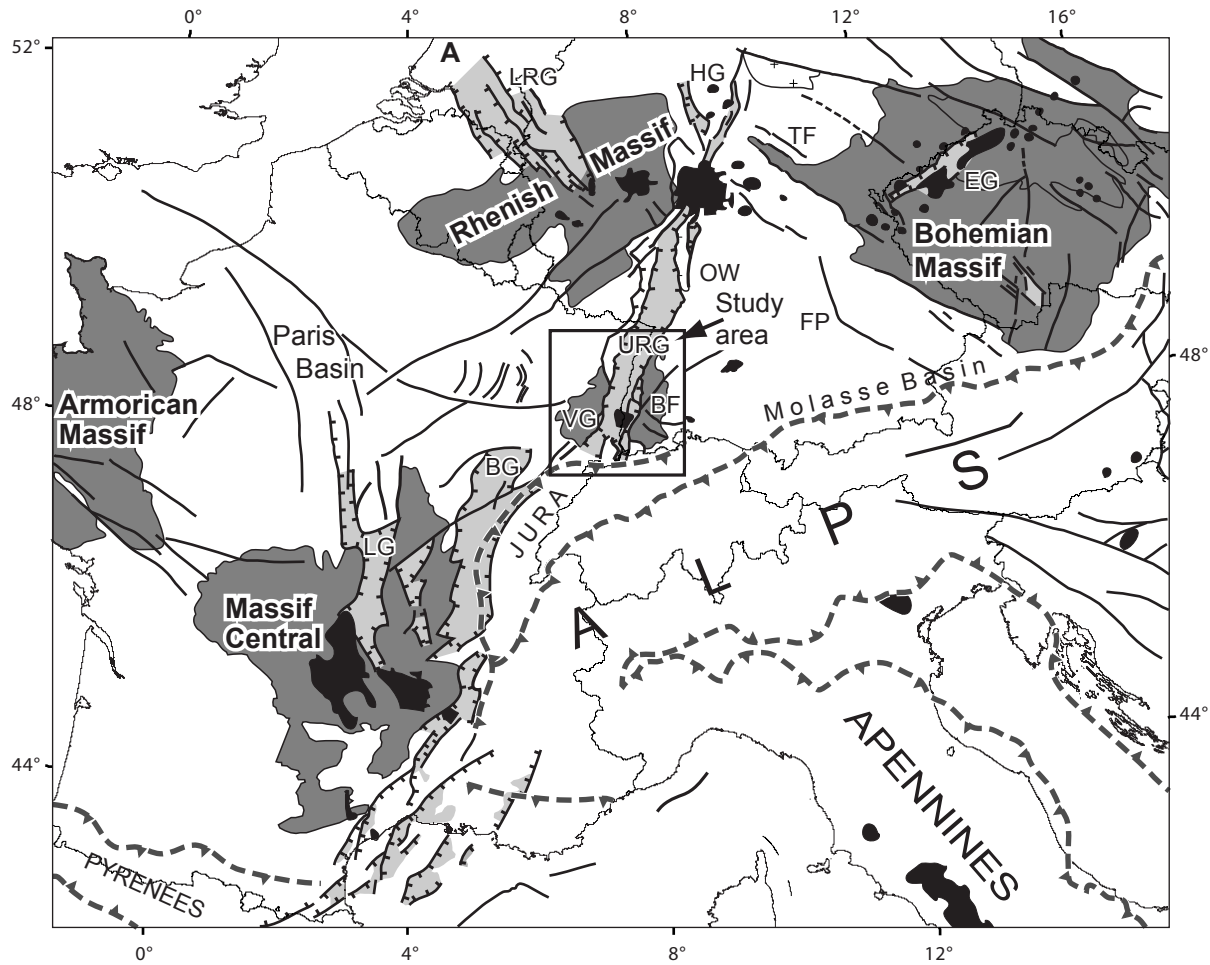 0° 4° 8° 12° 16°
52°
A
LRG
HG
TF
Rhenish Massif
EG
Bohemian
Massif
OW
Study
area
FP
Paris
Basin
URG
48°
Armorican
Massif
48°
VG
BF
Molasse Basin
BG
JURA
LG
ALPS
Massif
Central
44°
44°
APENNINES
PYRENÉES
0° 4° 8° 12°